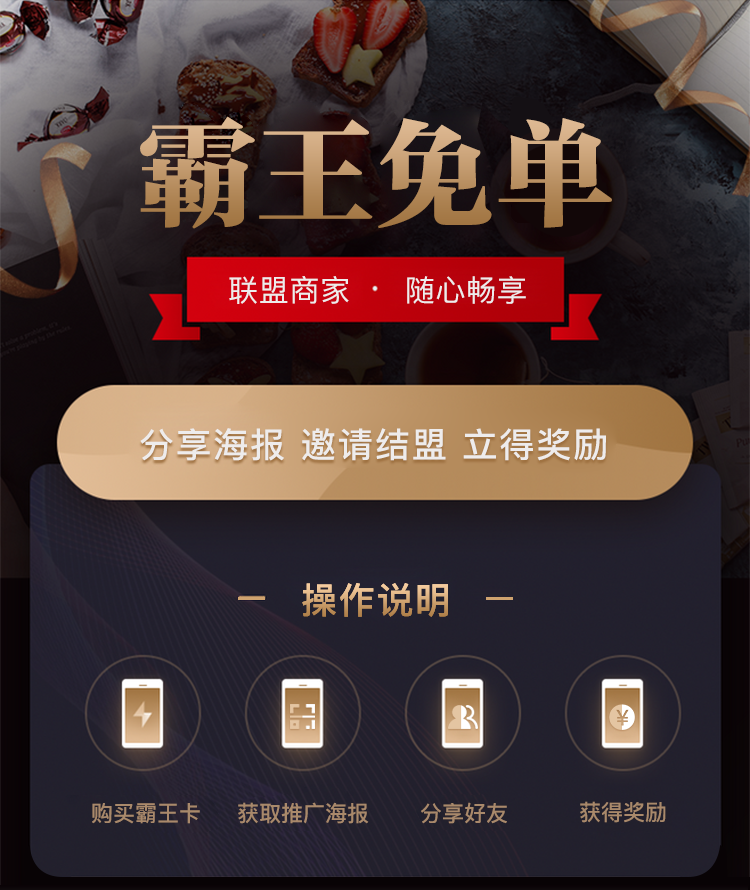 霸王免单
联盟商家 · 随心畅享
分享海报 邀请结盟 立得奖励
操作说明
购买霸王卡 获取推广海报 分享好友 获得奖励